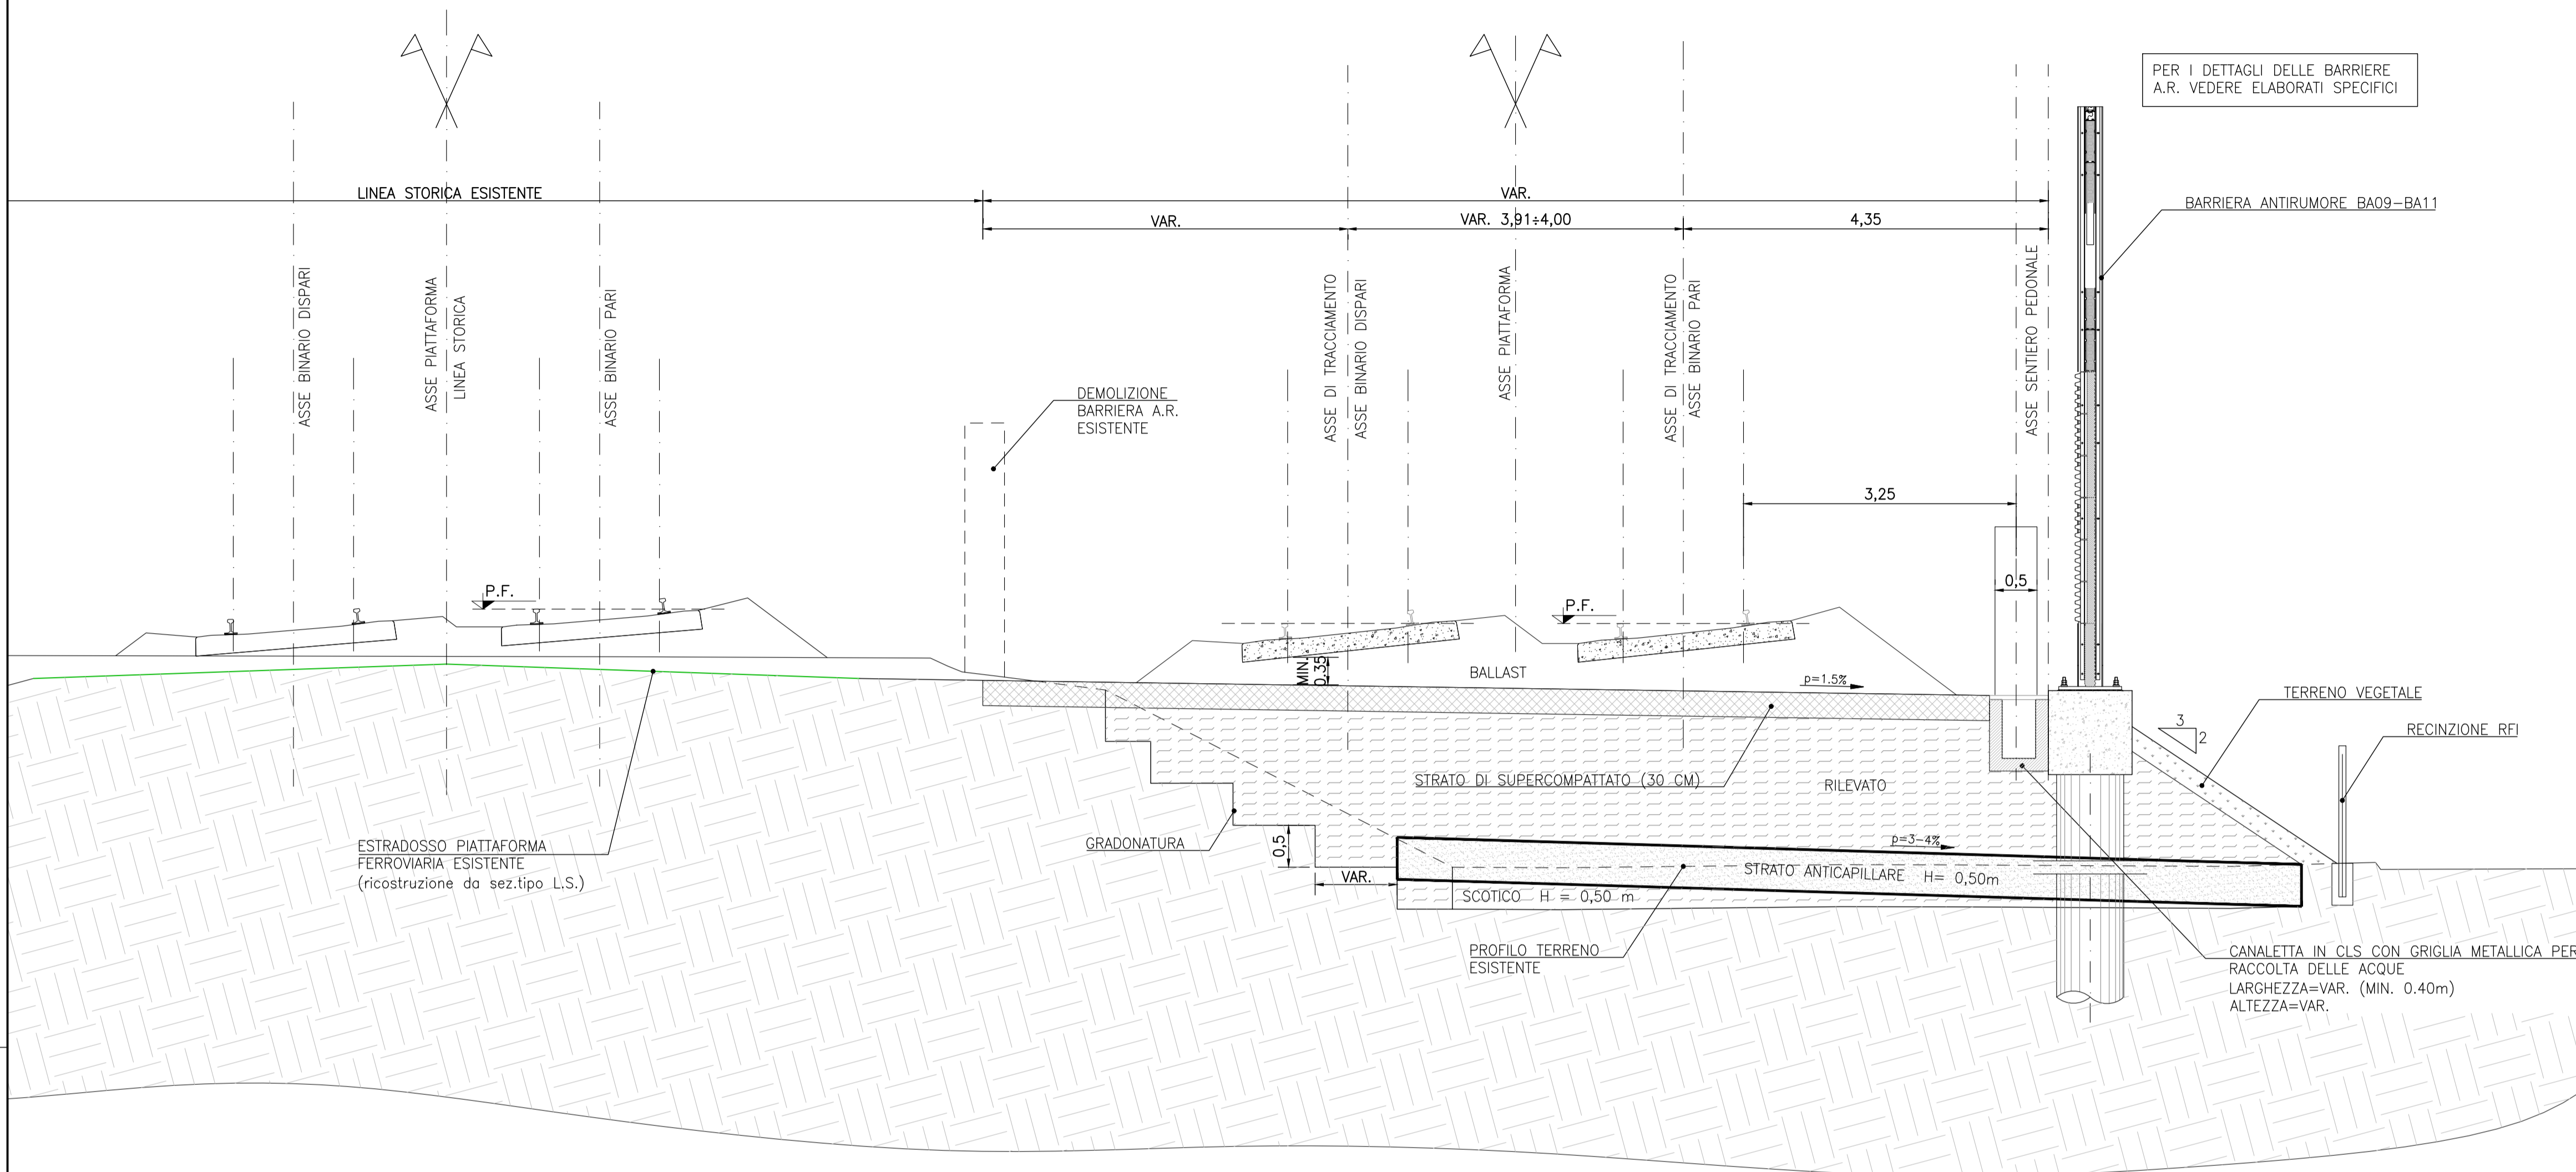 PER I DETTAGLI DELLE BARRIERE
A.R. VEDERE ELABORATI SPECIFICI
LINEA STORICA ESISTENTE
VAR.
BARRIERA ANTIRUMORE BA09-BA11
VAR.
VAR. 3,91÷4,00
4,35
ASSE BINARIO DISPARI
ASSE PIATTAFORMA
LINEA STORICA
ASSE BINARIO PARI
ASSE DI TRACCIAMENTO
ASSE BINARIO DISPARI
ASSE PIATTAFORMA
ASSE DI TRACCIAMENTO
ASSE BINARIO PARI
ASSE SENTIERO PEDONALE
DEMOLIZIONE
BARRIERA A.R.
ESISTENTE
3,25
0,5
P.F.
P.F.
MIN.
0.35
BALLAST
p=1.5%
TERRENO VEGETALE
3
2
RECINZIONE RFI
STRATO DI SUPERCOMPATTATO (30 CM)
RILEVATO
ESTRADOSSO PIATTAFORMA
FERROVIARIA ESISTENTE
(ricostruzione da sez.tipo L.S.)
GRADONATURA
0,5
VAR.
p=3-4%
STRATO ANTICAPILLARE H= 0,50m
SCOTICO H = 0,50 m
PROFILO TERRENO
ESISTENTE
CANALETTA IN CLS CON GRIGLIA METALLICA PER
RACCOLTA DELLE ACQUE
LARGHEZZA=VAR. (MIN. 0.40m)
ALTEZZA=VAR.